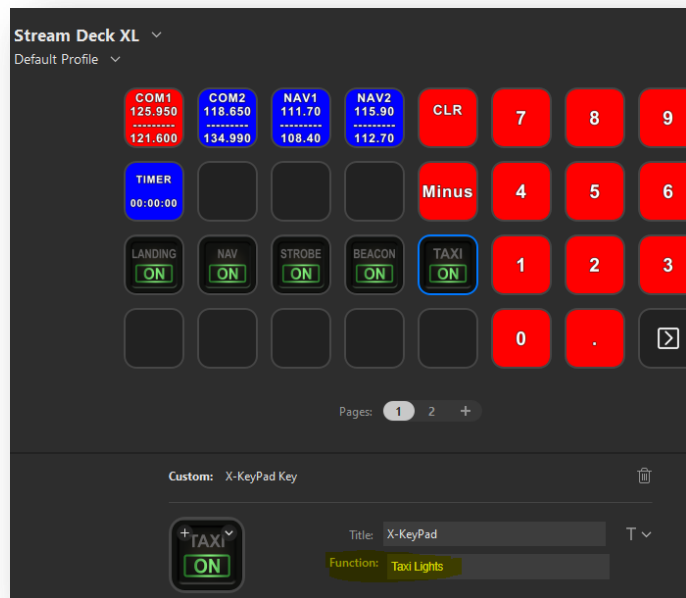 Stream Deck XL
Default Profile
COM1 COM2 NAV1 NAV2 CLR 7 8 9
125.950 118.650 111.70 115.90
--------- --------- --------- ---------
121.600 134.990 108.40 112.70
TIMER Minus 4 5 6
00:00:00
LANDING NAV STROBE BEACON TAXI 1 2 3
ON ON ON ON ON
0 .
Pages: 1 2 +
Custom: X-KeyPad Key
TAXI
ON
Title: X-KeyPad T
Function: Taxi Lights